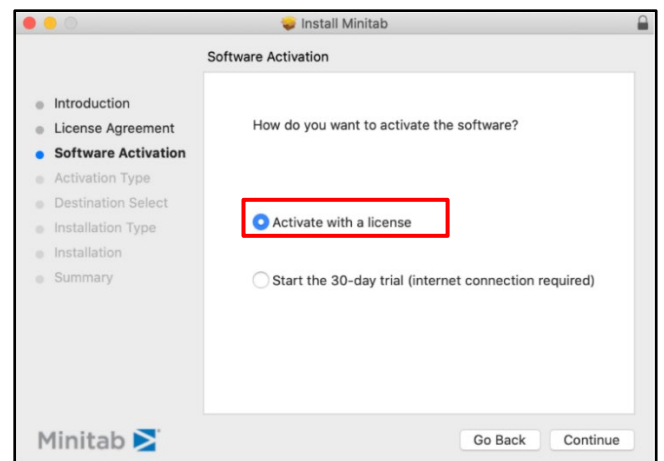 Install Minitab
Software Activation
Introduction
License Agreement
Software Activation
Activation Type
Destination Select
Installation Type
Installation
Summary
How do you want to activate the software?
Activate with a license
Start the 30-day trial (internet connection required)
Minitab
Go Back
Continue